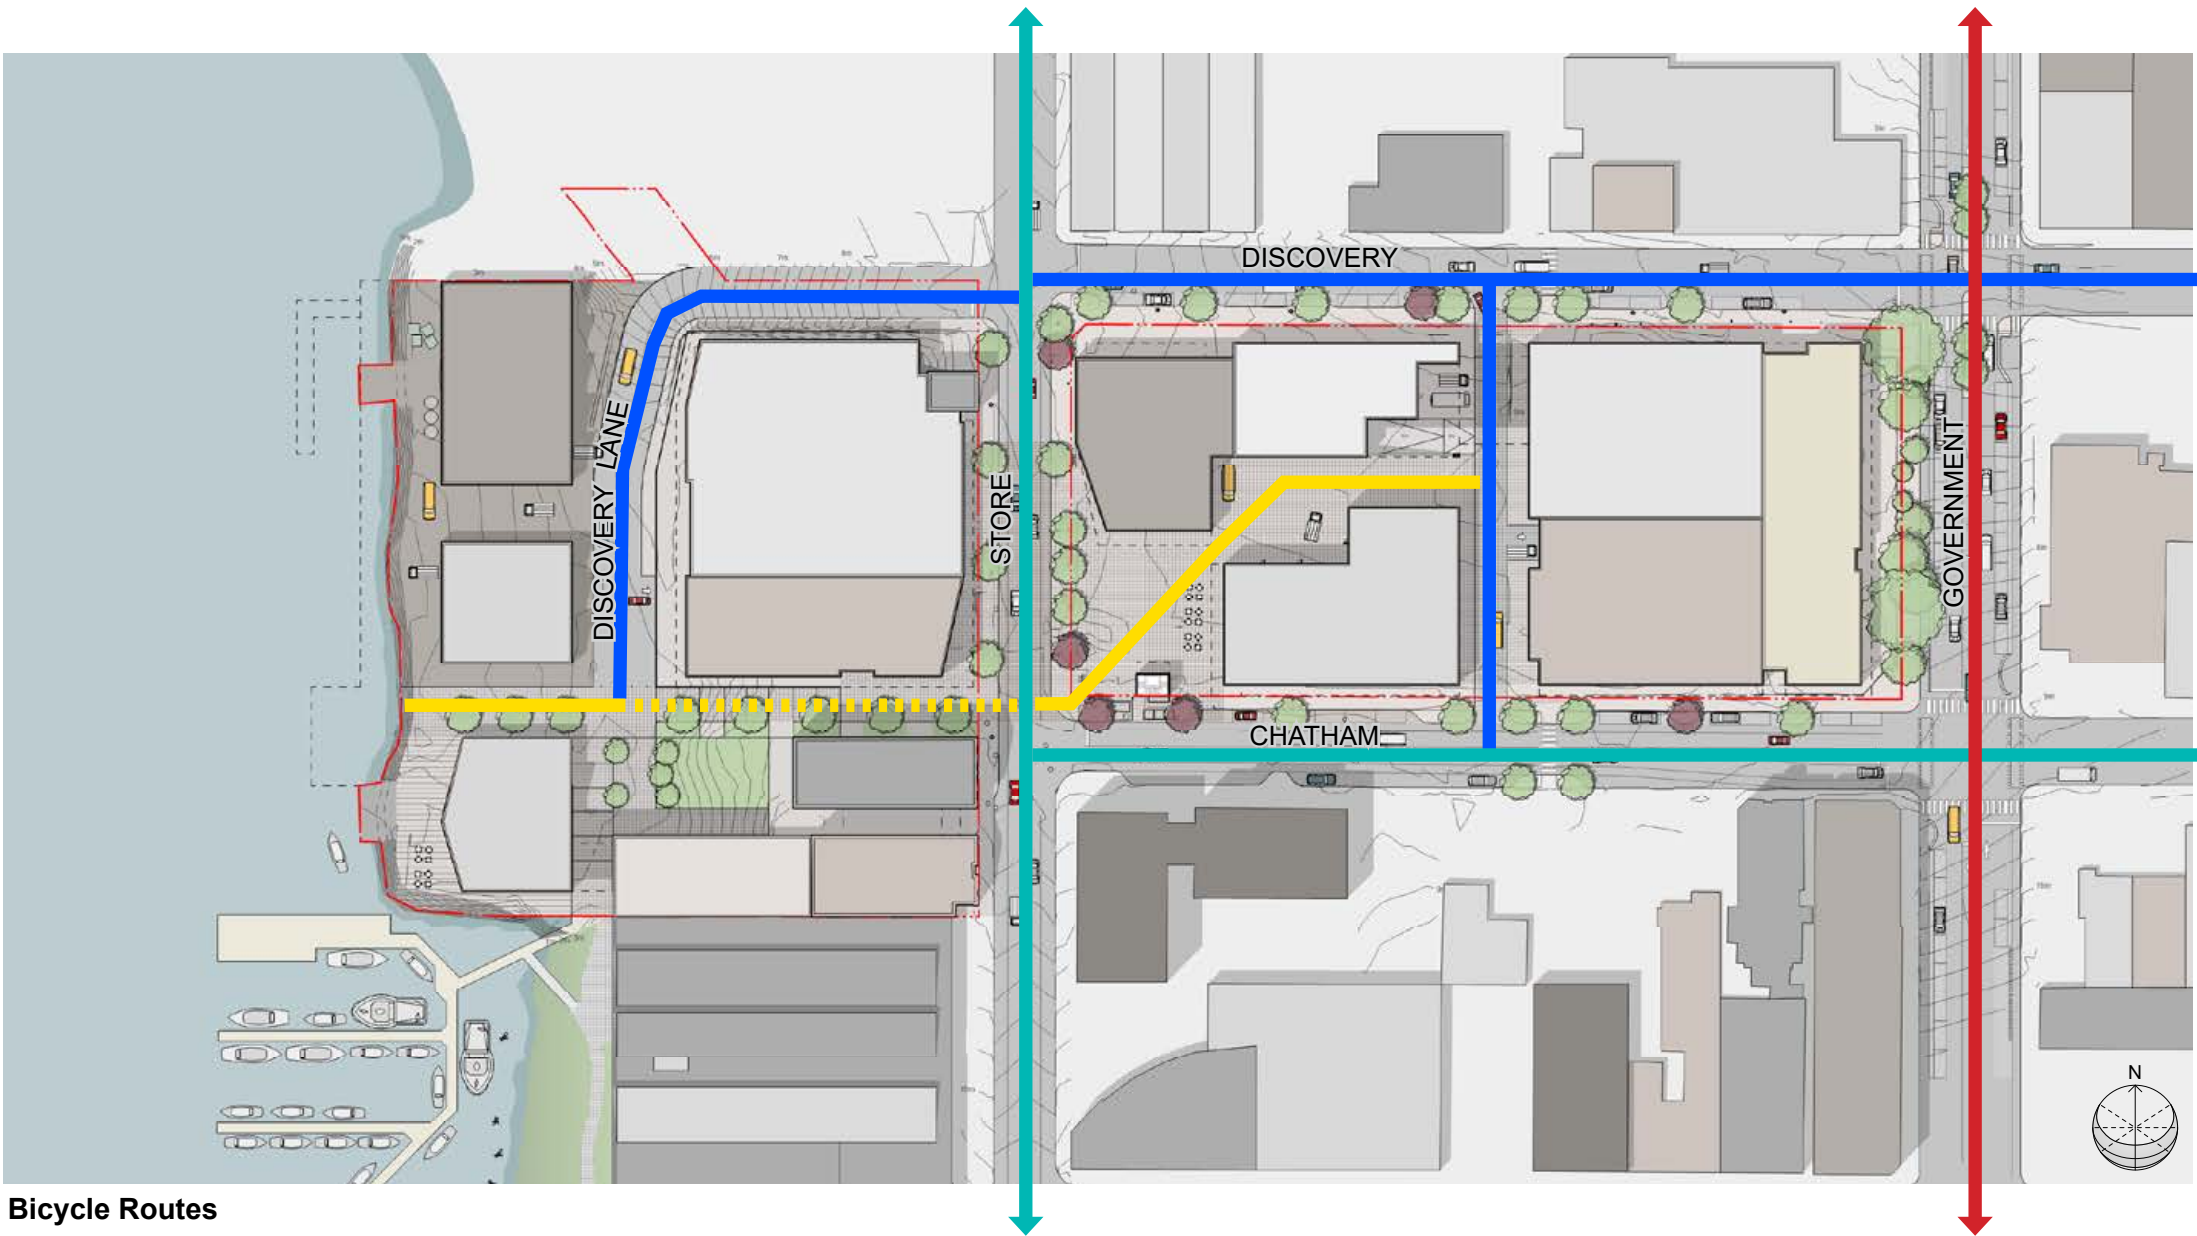 DISCOVERY
DISCOVERY LANE
STORE
GOVERNMENT
CHATHAM
N
Bicycle Routes